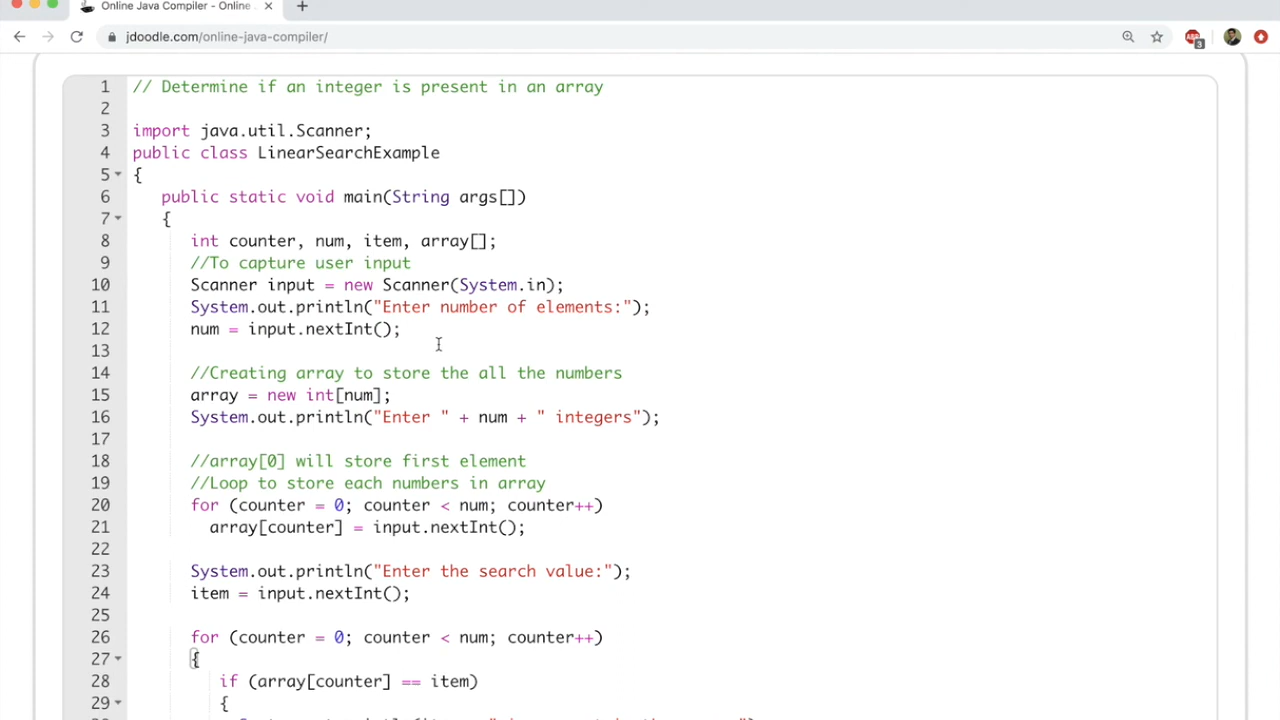 Online Java Compiler - Online
jdoodle.com/online-java-compiler/
3
1 // Determine if an integer is present in an array
2
3 import java.util.Scanner;
4 public class LinearSearchExample
5 {
6 public static void main(String args[])
7 {
8 int counter, num, item, array[];
9 //To capture user input
10 Scanner input = new Scanner(System.in);
11 System.out.println("Enter number of elements:");
12 num = input.nextInt();
13
14 //Creating array to store the all the numbers
15 array = new int[num];
16 System.out.println("Enter " + num + " integers");
17
18 //array[0] will store first element
19 //Loop to store each numbers in array
20 for (counter = 0; counter < num; counter++)
21 array[counter] = input.nextInt();
22
23 System.out.println("Enter the search value:");
24 item = input.nextInt();
25
26 for (counter = 0; counter < num; counter++)
27 {
28 if (array[counter] == item)
29 {